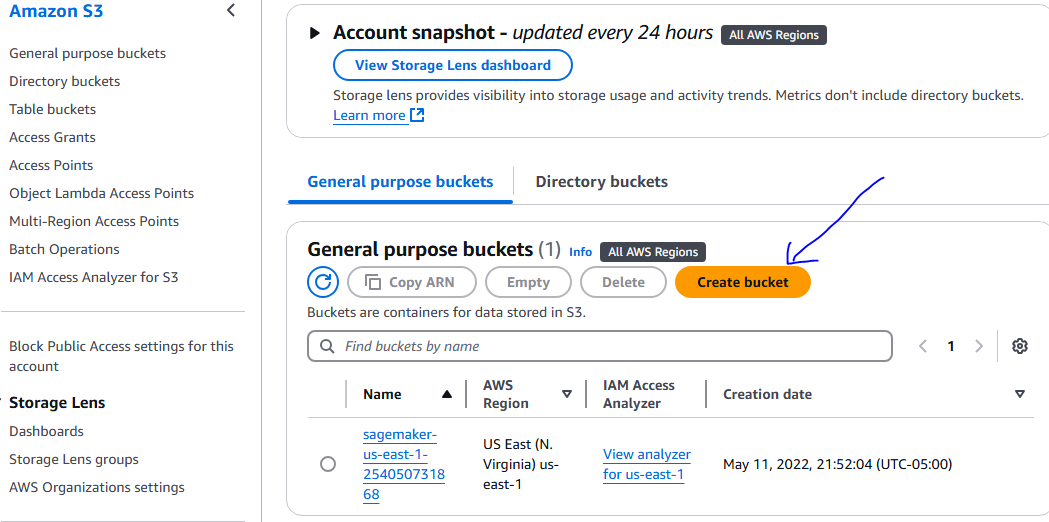 Amazon S3
General purpose buckets
Directory buckets
Table buckets
Access Grants
Access Points
Object Lambda Access Points
Multi-Region Access Points
Batch Operations
IAM Access Analyzer for S3
Block Public Access settings for this
account
Storage Lens
Dashboards
Storage Lens groups
AWS Organizations settings
Account snapshot - updated every 24 hours All AWS Regions
View Storage Lens dashboard
Storage lens provides visibility into storage usage and activity trends. Metrics don't include directory buckets.
Learn more
General purpose buckets Directory buckets
General purpose buckets (1) Info All AWS Regions
Copy ARN Empty Delete Create bucket
Buckets are containers for data stored in S3.
Find buckets by name 1
Name AWS Region IAM Access Analyzer Creation date
sagemaker-
us-east-1-
2540507318
68
US East (N.
Virginia) us-
east-1
View analyzer
for us-east-1
May 11, 2022, 21:52:04 (UTC-05:00)